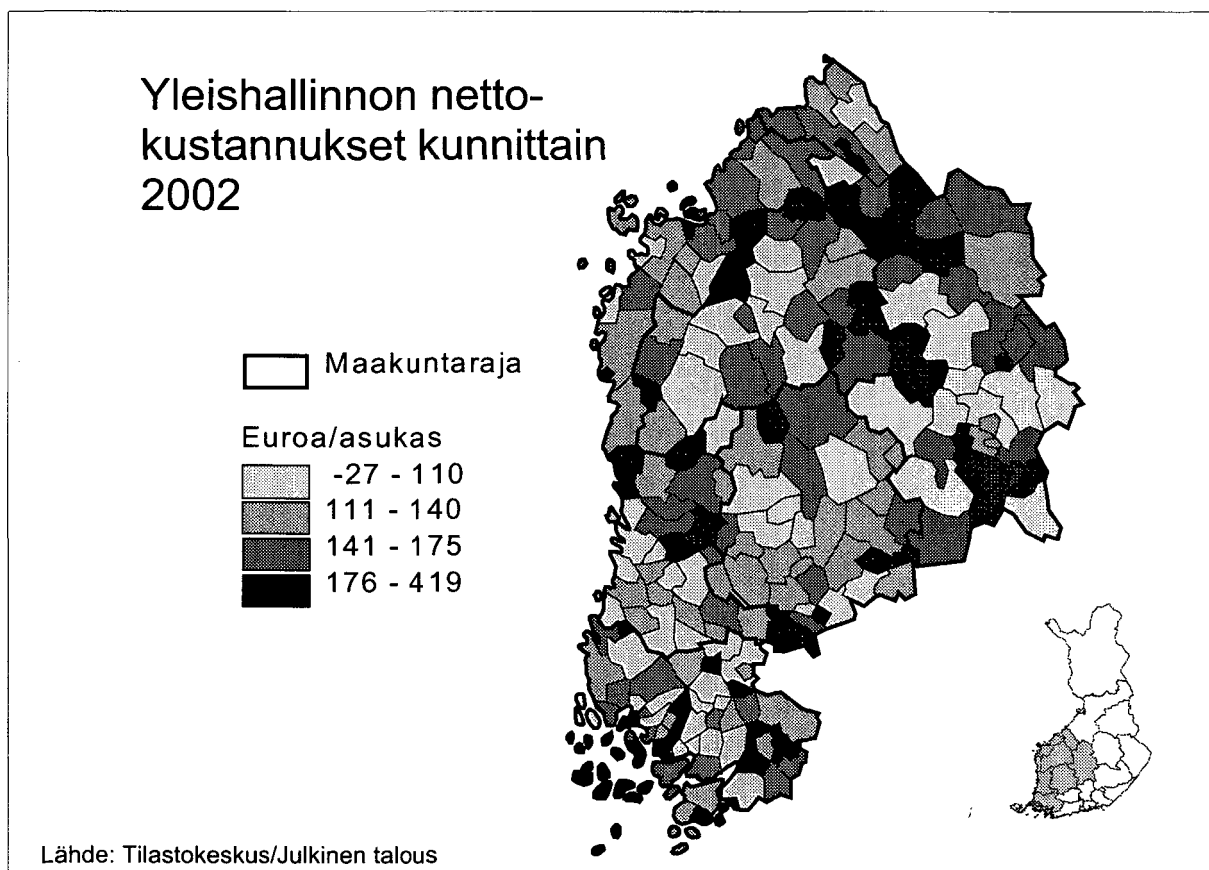 Yleishallinnon netto-
kustannukset kunnittain
2002
Maakuntaraja
Euroa/asukas
-27 - 110
111 - 140
141 - 175
176 - 419
Lähde: Tilastokeskus/Julkinen talous